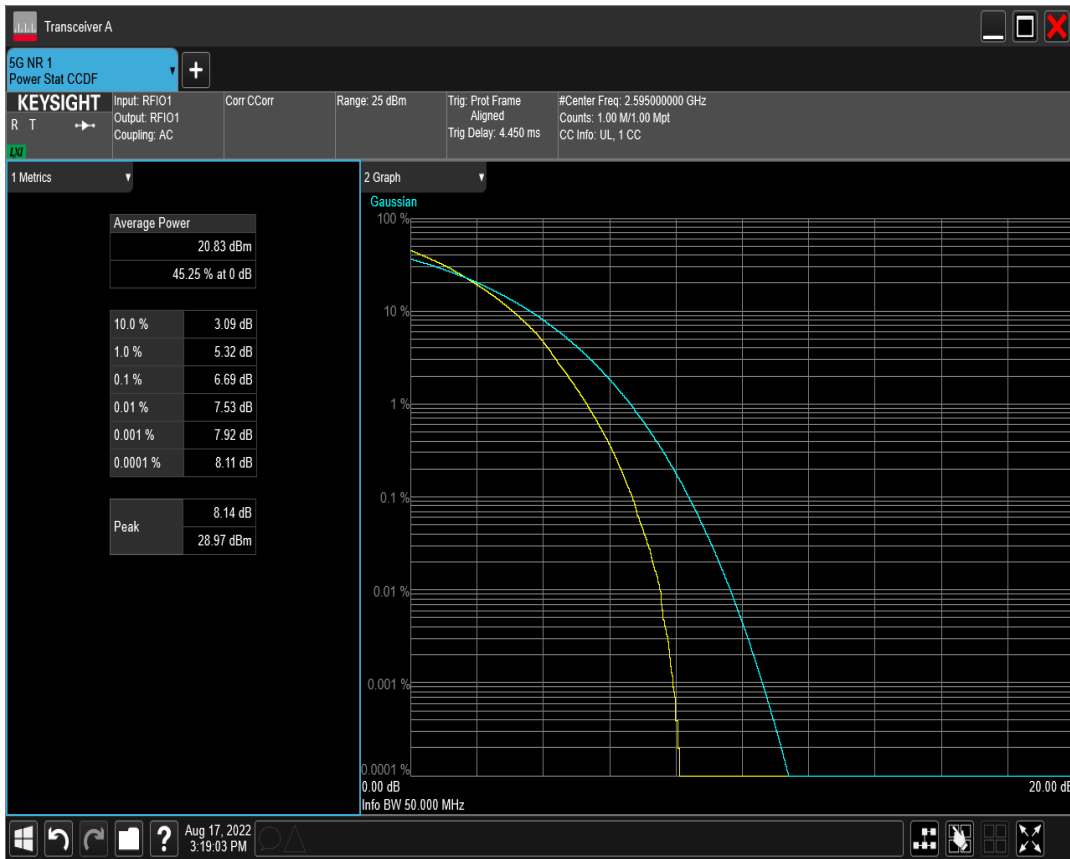 Transceiver A
5G NR 1
Power Stat CCDF
+
KEYSIGHT
R T
LXI
Input: RFIO1
Output: RFIO1
Coupling: AC
Corr CCorr
Range: 25 dBm
Trig: Prot Frame
Aligned
Trig Delay: 4.450 ms
#Center Freq: 2.595000000 GHz
Counts: 1.00 M/1.00 Mpt
CC Info: UL, 1 CC
1 Metrics
Average Power
20.83 dBm
45.25 % at 0 dB
10.0 % 3.09 dB
1.0 % 5.32 dB
0.1 % 6.69 dB
0.01 % 7.53 dB
0.001 % 7.92 dB
0.0001 % 8.11 dB
Peak 8.14 dB
28.97 dBm
2 Graph
Gaussian
100 %
10 %
1 %
0.1 %
0.01 %
0.001 %
0.0001 %
0.00 dB 20.00 dB
Info BW 50.000 MHz
?
Aug 17, 2022
3:19:03 PM